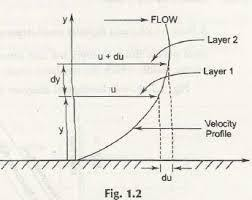 y
FLOW
Layer 2
u + du
Layer 1
dy
u
y
Velocity
Profile
du
Fig. 1.2